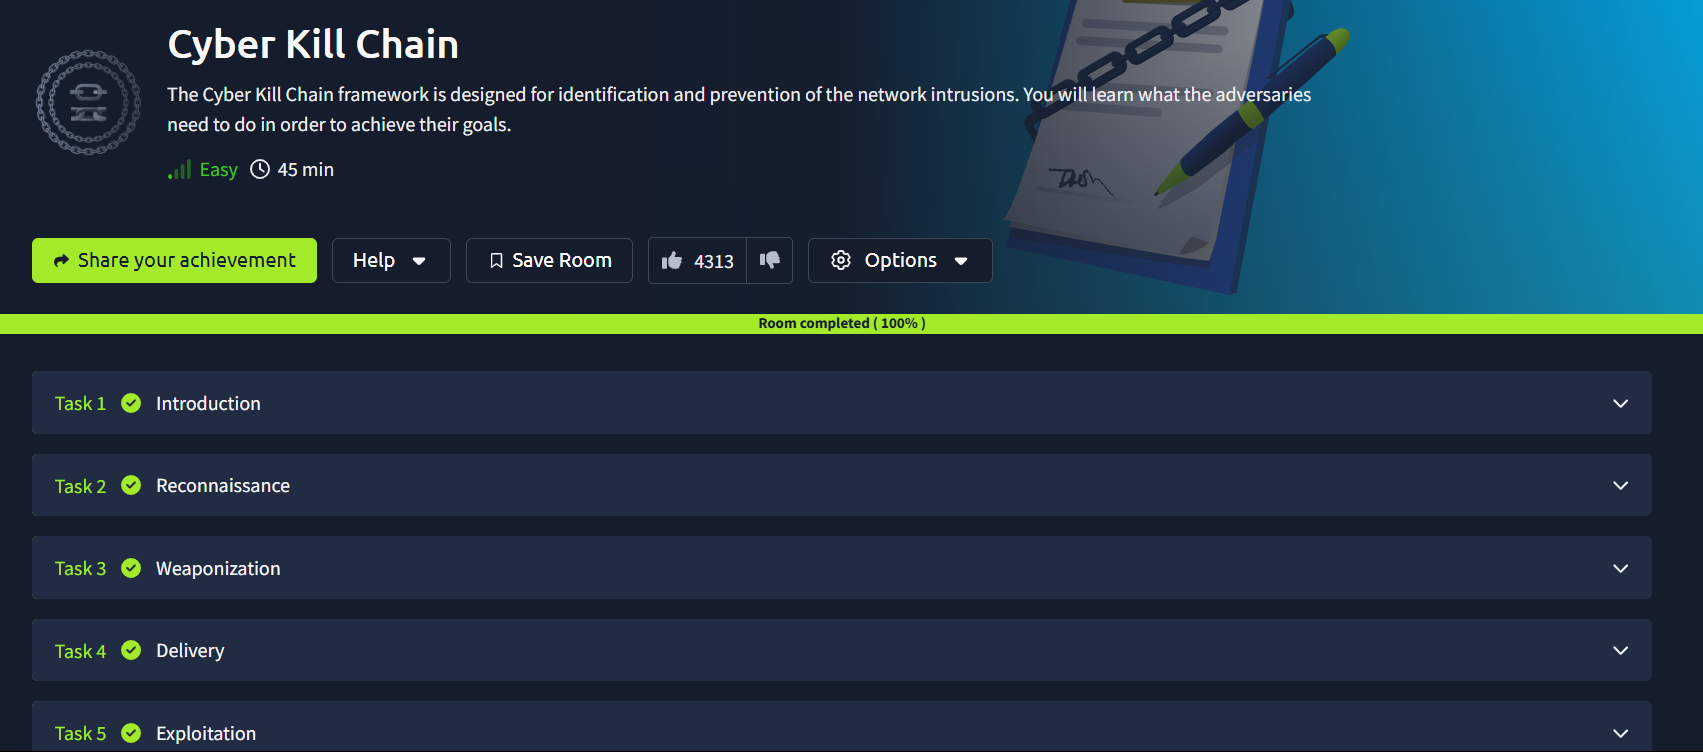 Cyber Kill Chain
The Cyber Kill Chain framework is designed for identification and prevention of the network intrusions. You will learn what the adversaries
need to do in order to achieve their goals.
Easy 45 min
Share your achievement Help Save Room 4313 Options
Room completed ( 100% )
Task 1 Introduction
Task 2 Reconnaissance
Task 3 Weaponization
Task 4 Delivery
Task 5 Exploitation